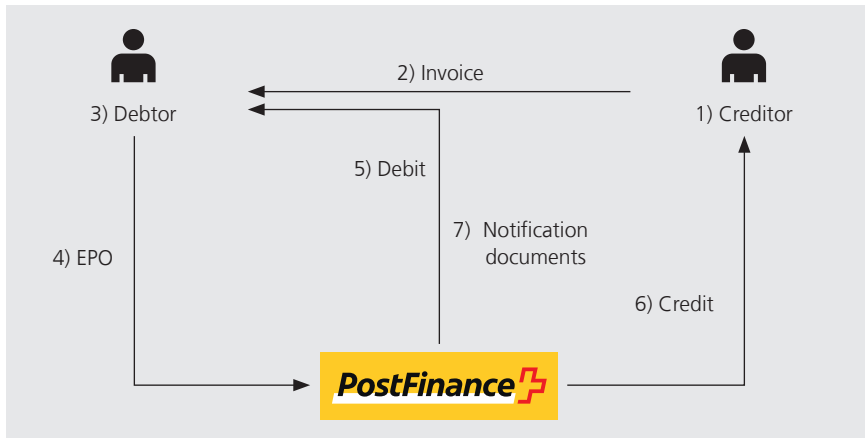 2) Invoice
3) Debtor
1) Creditor
5) Debit
7) Notification
documents
4) EPO
6) Credit
PostFinance